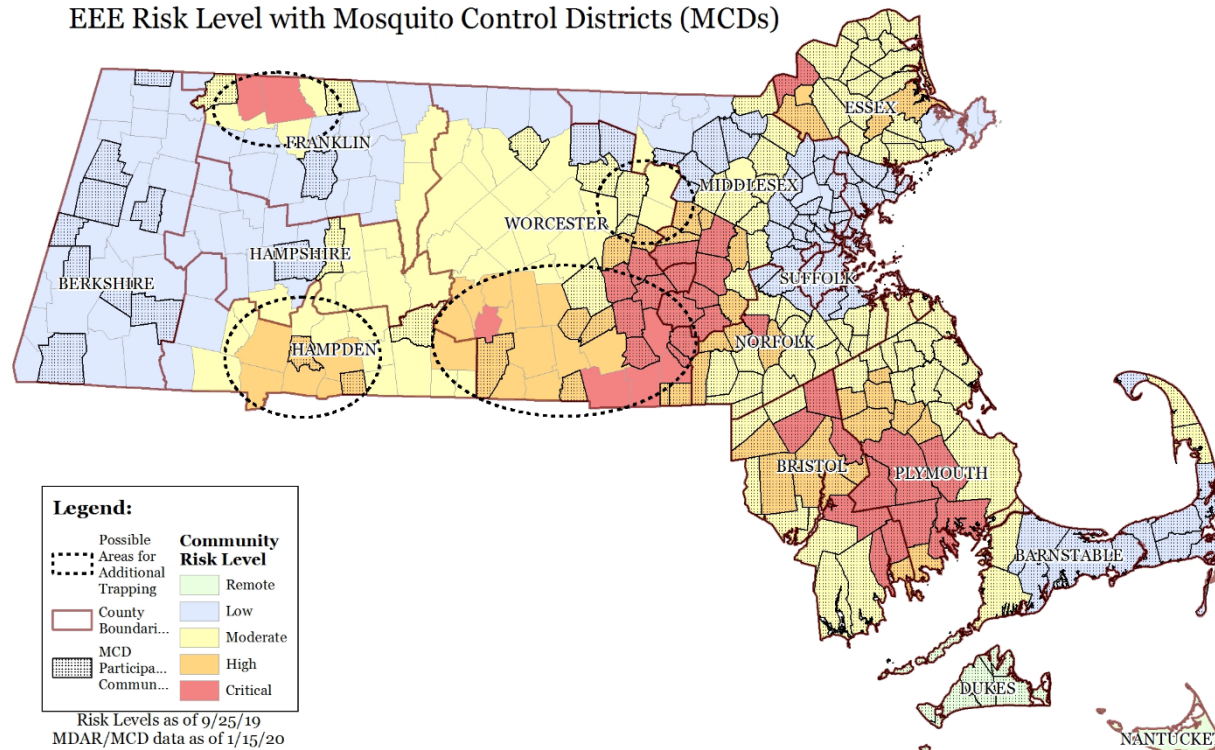 EEE Risk Level with Mosquito Control Districts (MCDs)
ESSEX
FRANKLIN
MIDDLESEX
WORCESTER
HAMPSHIRE
SUFFOLK
BERKSHIRE
HAMPDEN
NORFOLK
BRISTOL
PLYMOUTH
BARNSTABLE
DUKES
NANTUCKET
Legend:
Possible
Areas for
Additional
Trapping
County
Boundari...
MCD
Participa...
Commun...
Community
Risk Level
Remote
Low
Moderate
High
Critical
Risk Levels as of 9/25/19
MDAR/MCD data as of 1/15/20